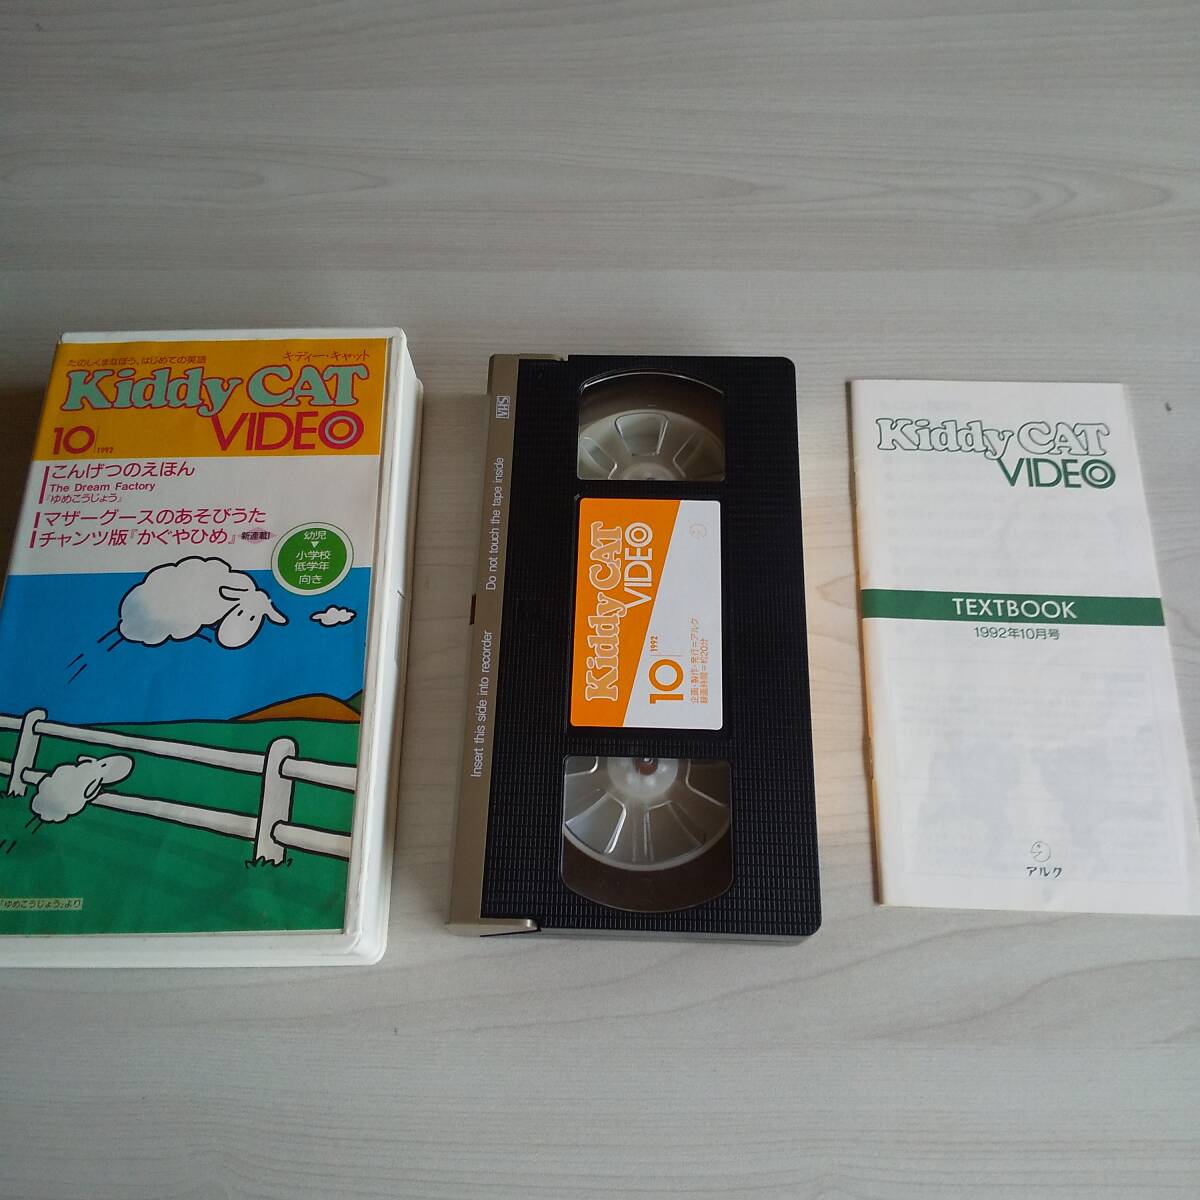 たのしくまなぼう、はじめての英語
キディー・キャット
Kiddy CAT
VIDEO
10
1992
こんげつのえほん
The Dream Factory
「ゆめこうじょう」
マザーグースのあそびうた
チャンツ版『かぐやひめ』新連載!
幼児
▼
小学校
低学年
向き
「ゆめこうじょう」より
VHS
Do not touch the tape inside
Insert this side into recorder
Kiddy CAT
VIDEO
10
1992
企画・製作・発行=アルク
録画時間=約20分
Kiddy CAT
VIDEO
TEXTBOOK
1992年10月号
アルク